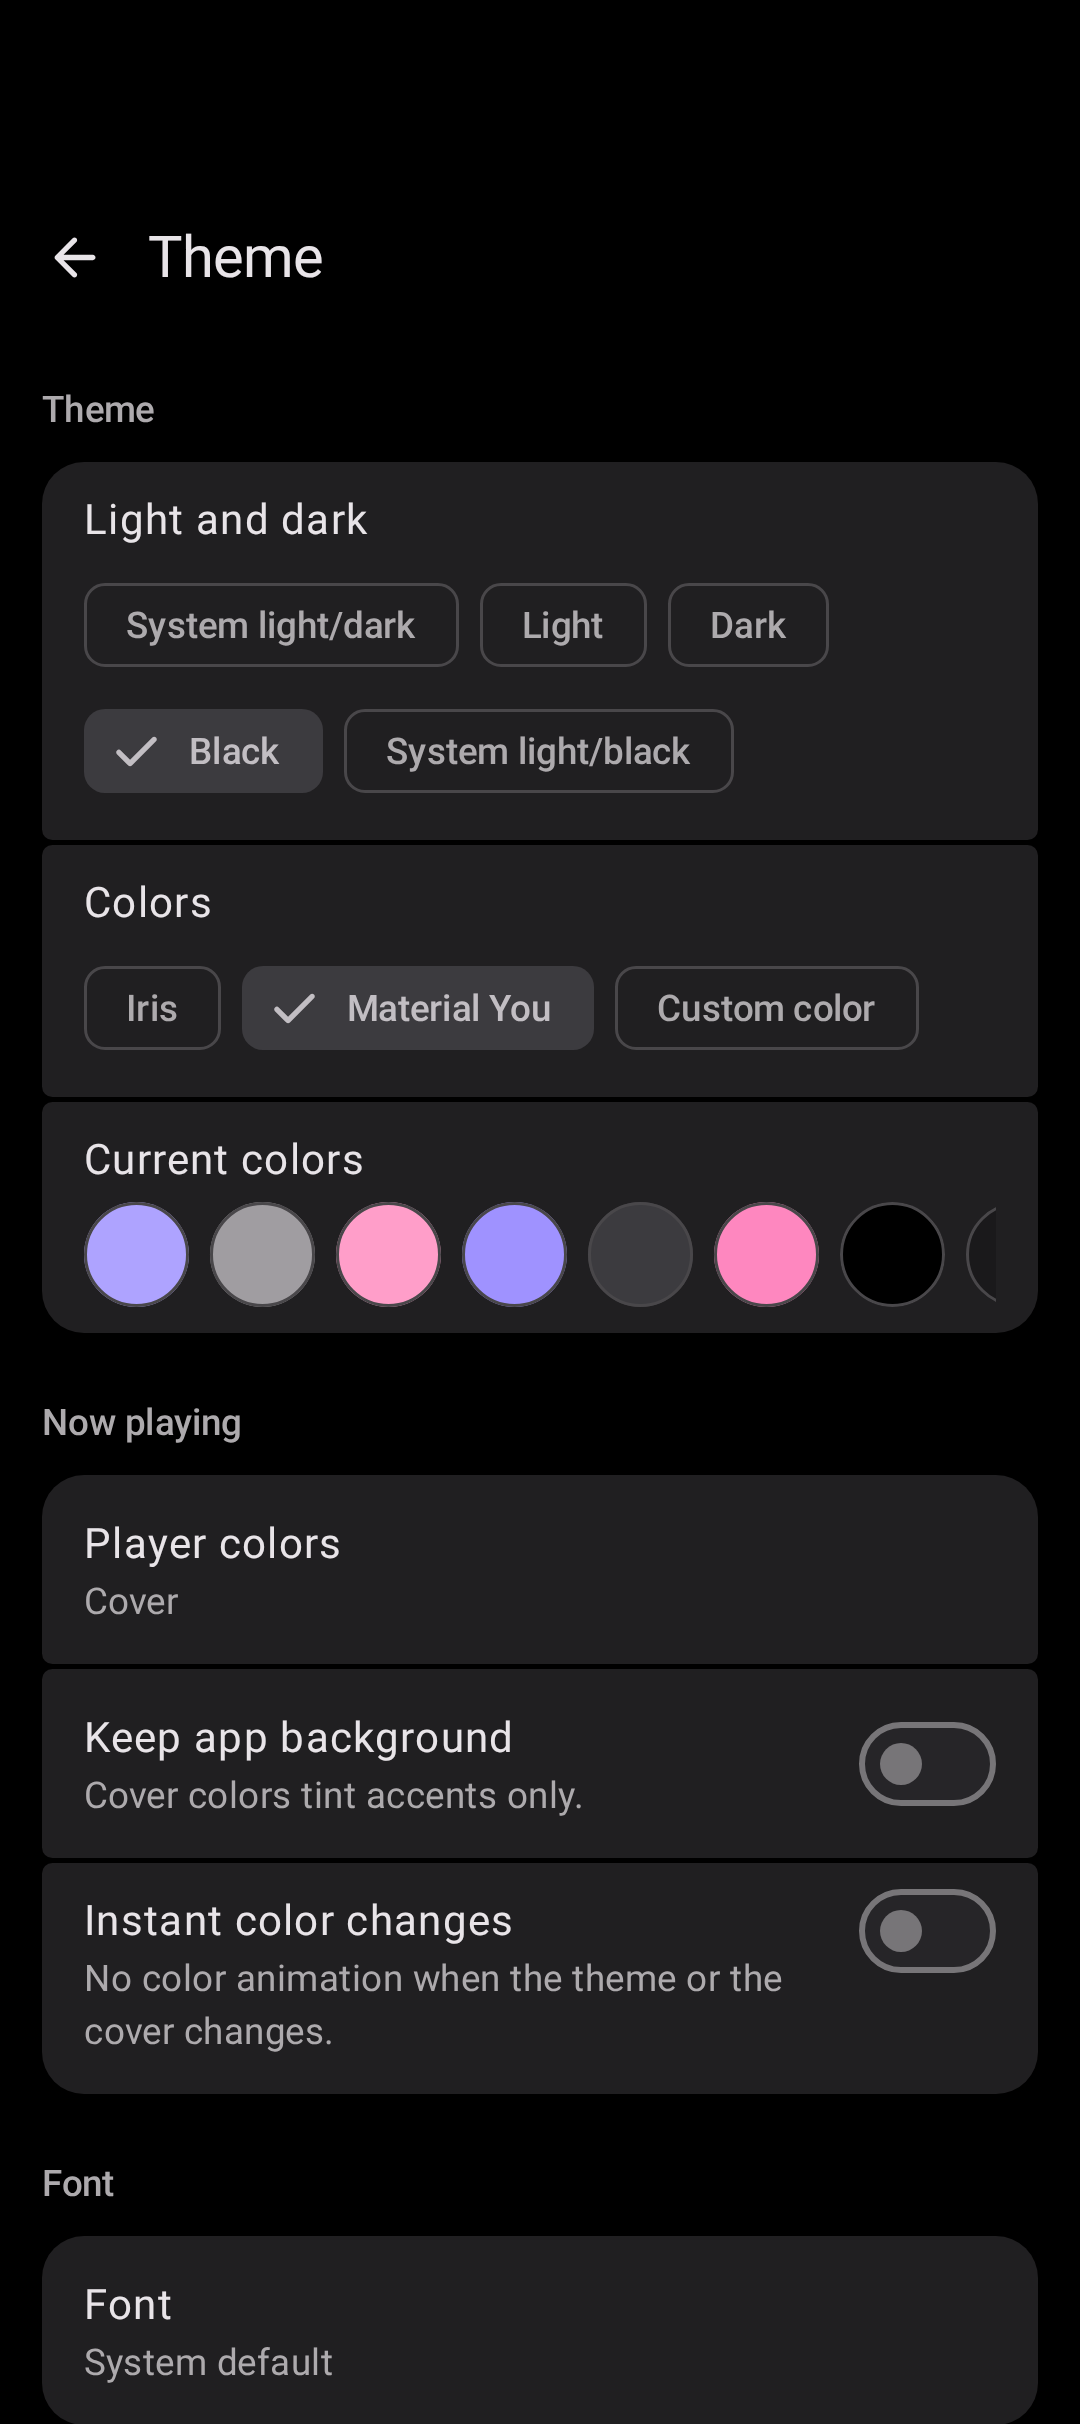 Theme
Theme
Light and dark
System light/dark
Light
Dark
Black
System light/black
Colors
Iris
Material You
Custom color
Current colors
Now playing
Player colors
Cover
Keep app background
Cover colors tint accents only.
Instant color changes
No color animation when the theme or the
cover changes.
Font
Font
System default